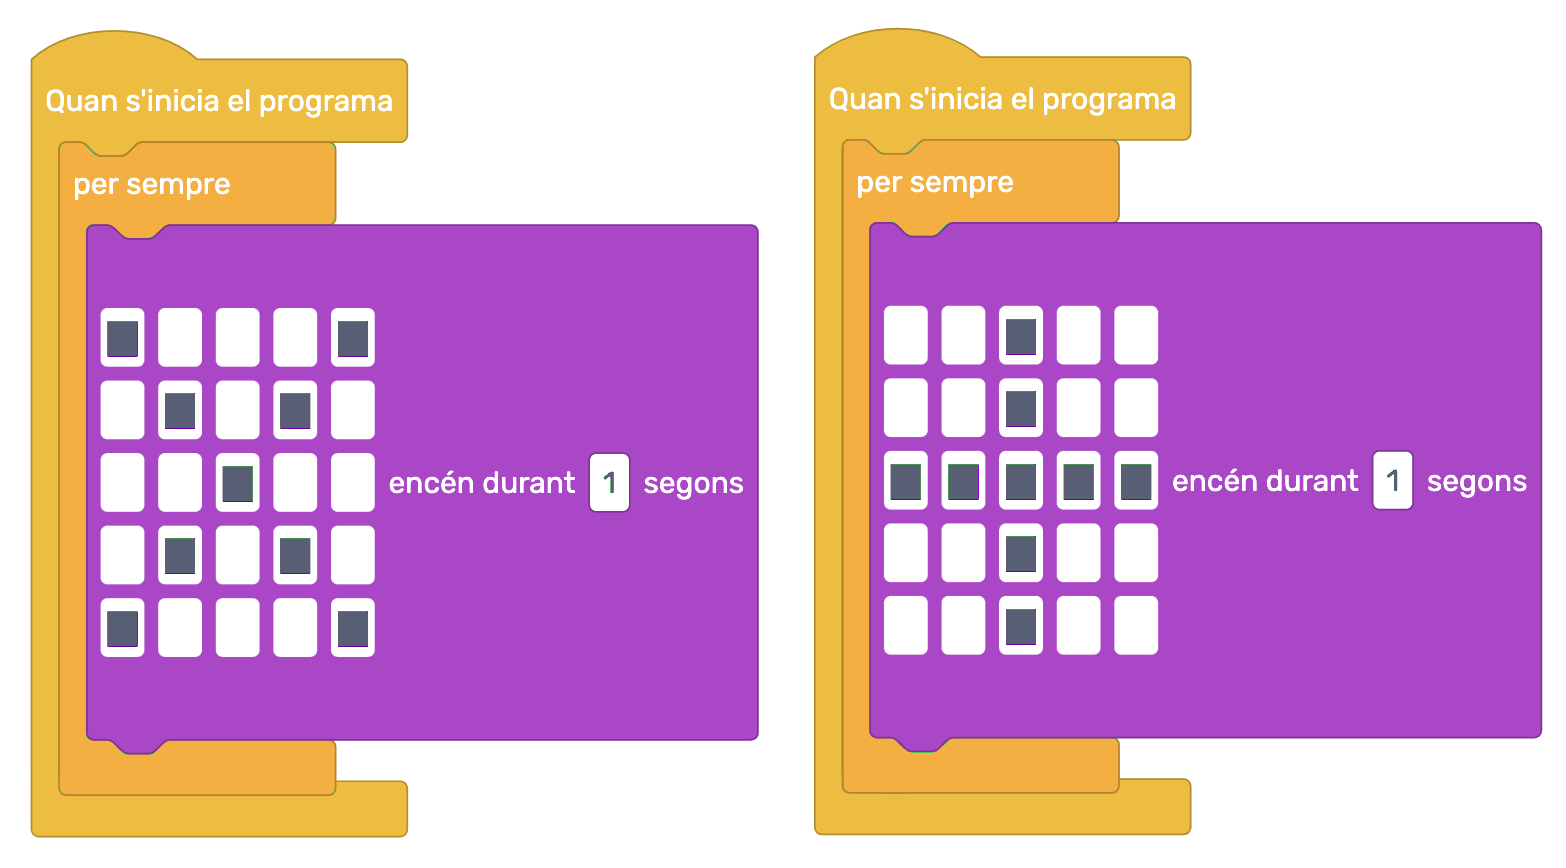 Quan s'inicia el programa
per sempre
encén durant 1 segons
Quan s'inicia el programa
per sempre
encén durant 1 segons